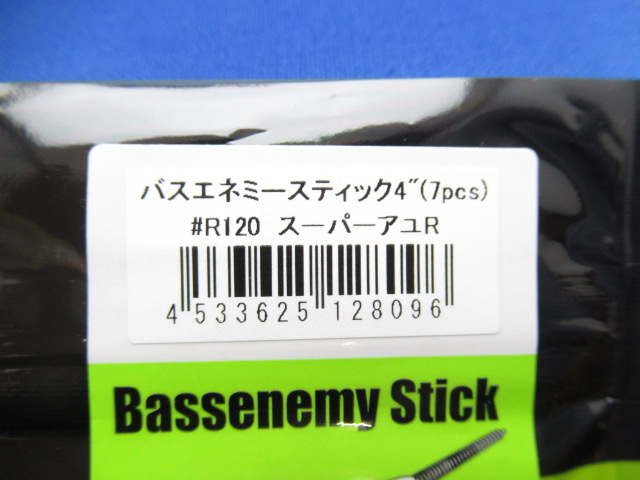 バスエネミースティック4″(7pcs)
#R120 スーパーアユR
4 533625 128096
Bassenemy Stick